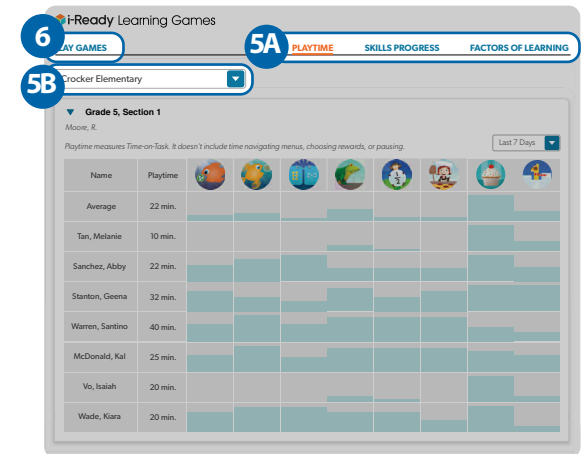 i-Ready Learning Games
6
AY GAMES
5A
PLAYTIME SKILLS PROGRESS FACTORS OF LEARNING
5B
Crocker Elementary
Grade 5, Section 1
Moore, R.
Playtime measures Time-on-Task. It doesn't include time navigating menus, choosing rewards, or pausing.
Last 7 Days
Name Playtime
Average 22 min.
Tan, Melanie 10 min.
Sanchez, Abby 22 min.
Stanton, Geena 32 min.
Warren, Santino 40 min.
McDonald, Kal 25 min.
Vo, Isaiah 20 min.
Wade, Kiara 20 min.